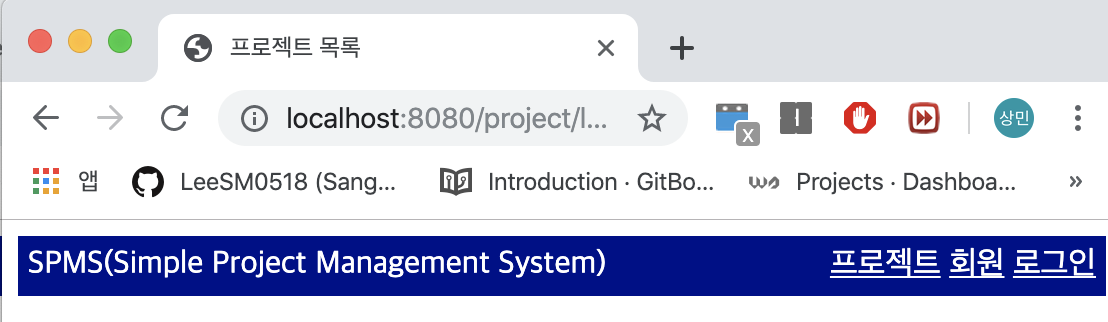 프로젝트 목록
localhost:8080/project/l...
x
상민
앱 LeeSM0518 (Sang... Introduction · GitBo... Projects · Dashboa... »
SPMS(Simple Project Management System) 프로젝트 회원 로그인